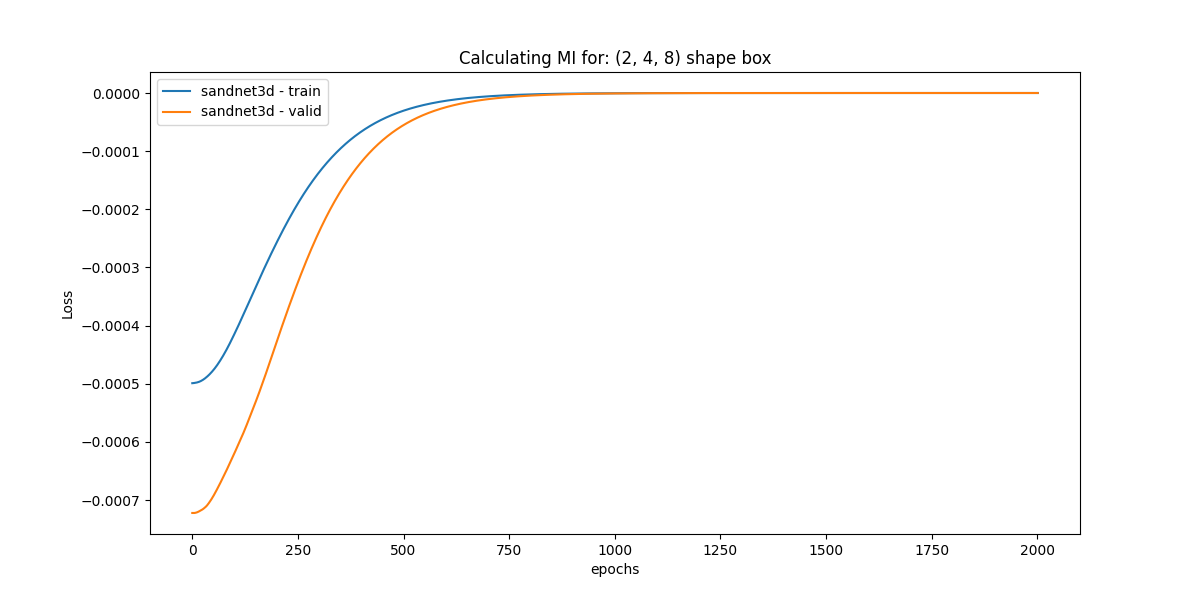 Calculating MI for: (2, 4, 8) shape box
sandnet3d - train
sandnet3d - valid
0.0000
−0.0001
−0.0002
−0.0003
−0.0004
−0.0005
−0.0006
−0.0007
Loss
0 250 500 750 1000 1250 1500 1750 2000
epochs